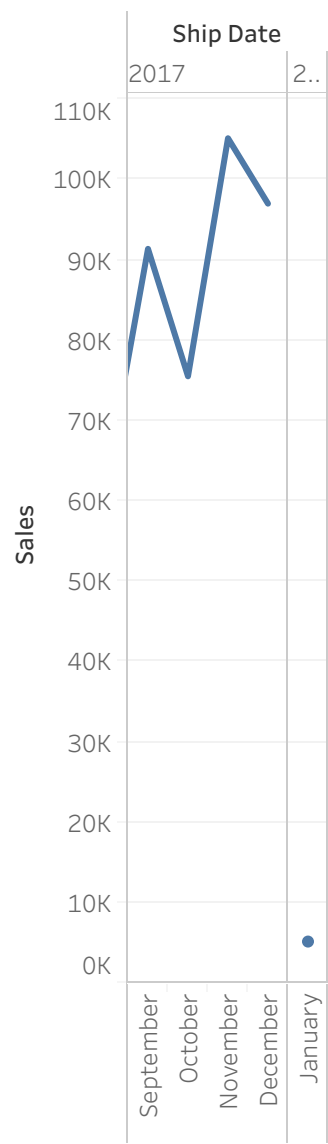 Ship Date
2017
2..
110K
100K
90K
80K
70K
60K
50K
40K
30K
20K
10K
0K
Sales
September
October
November
December
January